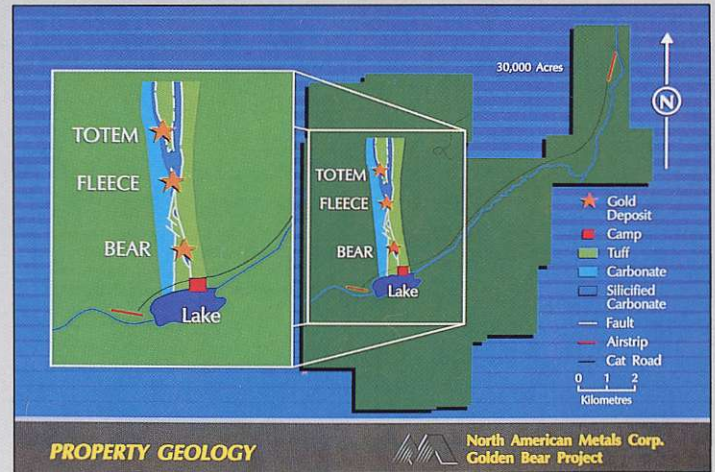 30,000 Acres
N
TOTEM
FLEECE
BEAR
Lake
TOTEM
FLEECE
BEAR
Lake
Gold
Deposit
Camp
Tuff
Carbonate
Silicified
Carbonate
Fault
Airstrip
Cat Road
0 1 2
Kilometres
PROPERTY GEOLOGY
North American Metals Corp.
Golden Bear Project